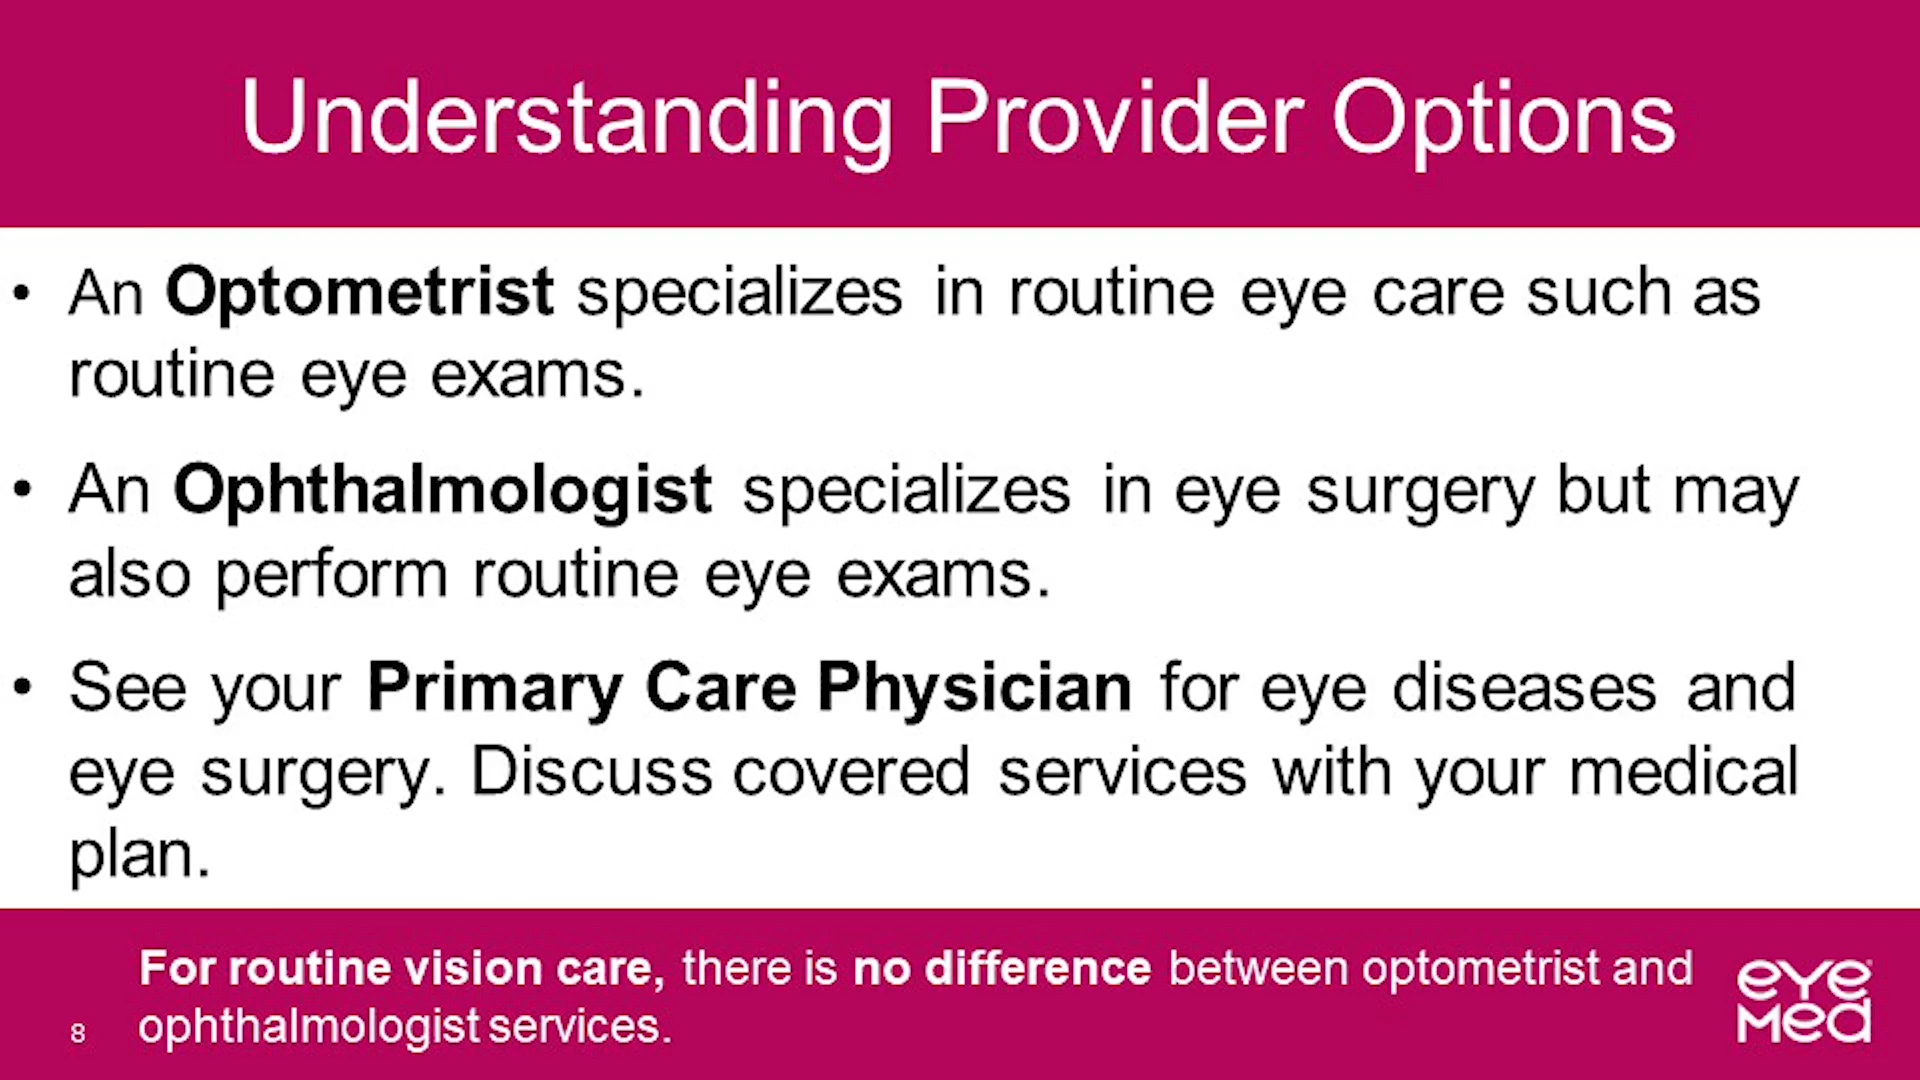 Understanding Provider Options
• An Optometrist specializes in routine eye care such as
routine eye exams.
• An Ophthalmologist specializes in eye surgery but may
also perform routine eye exams.
• See your Primary Care Physician for eye diseases and
eye surgery. Discuss covered services with your medical
plan.
For routine vision care, there is no difference between optometrist and
ophthalmologist services.
8
eye
med